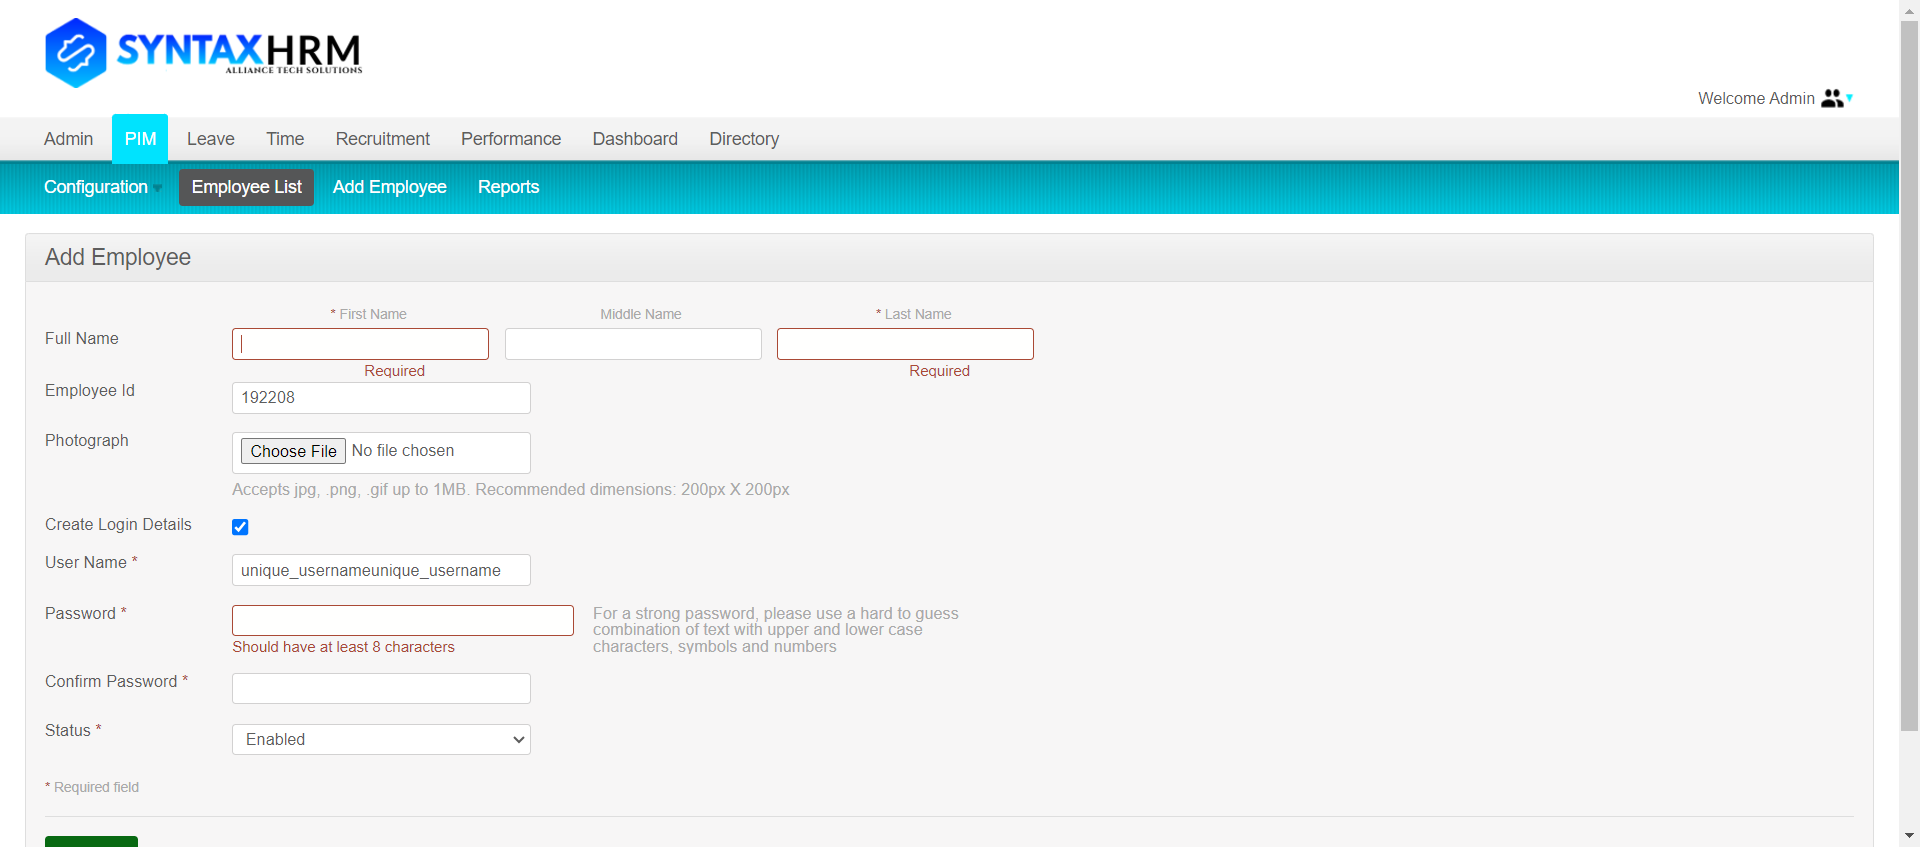 SYNTAXHRM
ALLIANCE TECH SOLUTIONS
Welcome Admin
Admin PIM Leave Time Recruitment Performance Dashboard Directory
Configuration Employee List Add Employee Reports
Add Employee
* First Name Middle Name * Last Name
Full Name
Required Required
Employee Id 192208
Photograph Choose File No file chosen
Accepts jpg, .png, .gif up to 1MB. Recommended dimensions: 200px X 200px
Create Login Details
User Name * unique_usernameunique_username
Password *
Should have at least 8 characters
For a strong password, please use a hard to guess
combination of text with upper and lower case
characters, symbols and numbers
Confirm Password *
Status * Enabled
* Required field